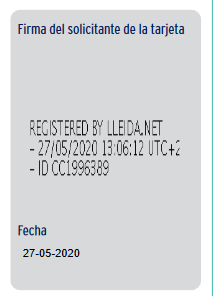 Firma del solicitante de la tarjeta
REGISTERED BY LLEIDA.NET
- 27/05/2020 13:06:12 UTC+2
- ID CC1996389
Fecha
27-05-2020